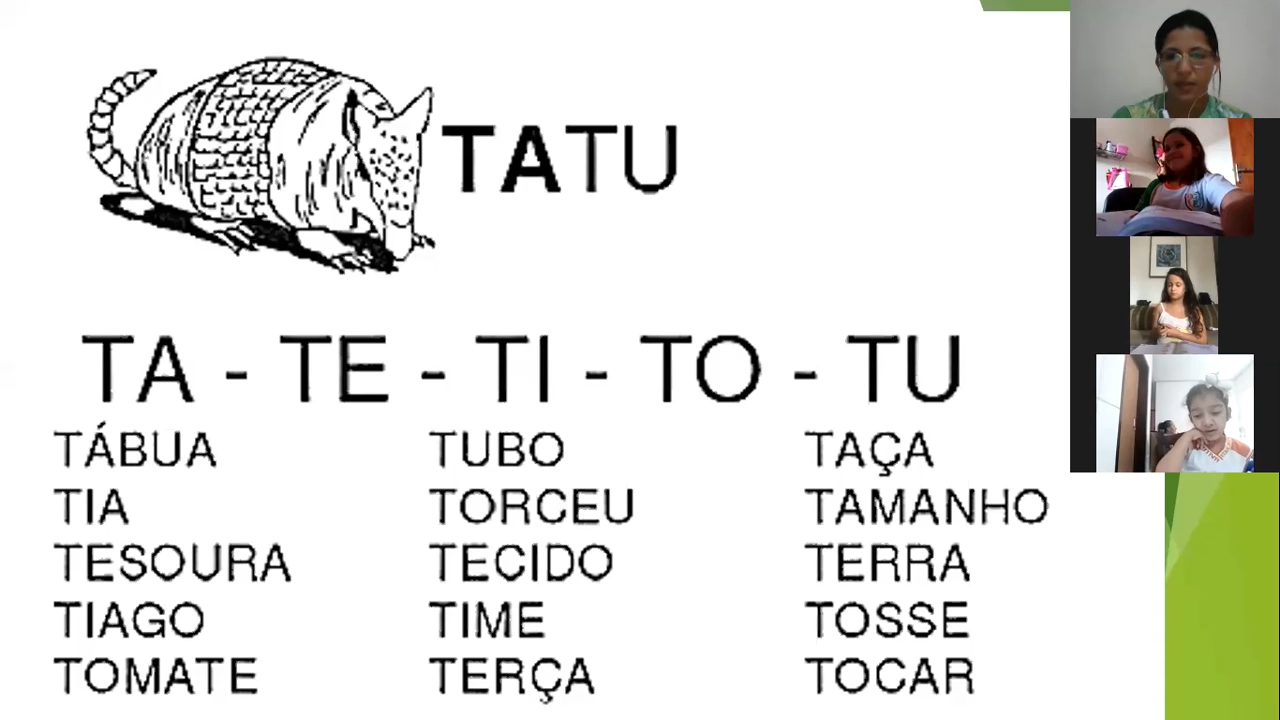 TATU
TA - TE - TI - TO - TU
TÁBUA TUBO TAÇA
TIA TORCEU TAMANHO
TESOURA TECIDO TERRA
TIAGO TIME TOSSE
TOMATE TERÇA TOCAR